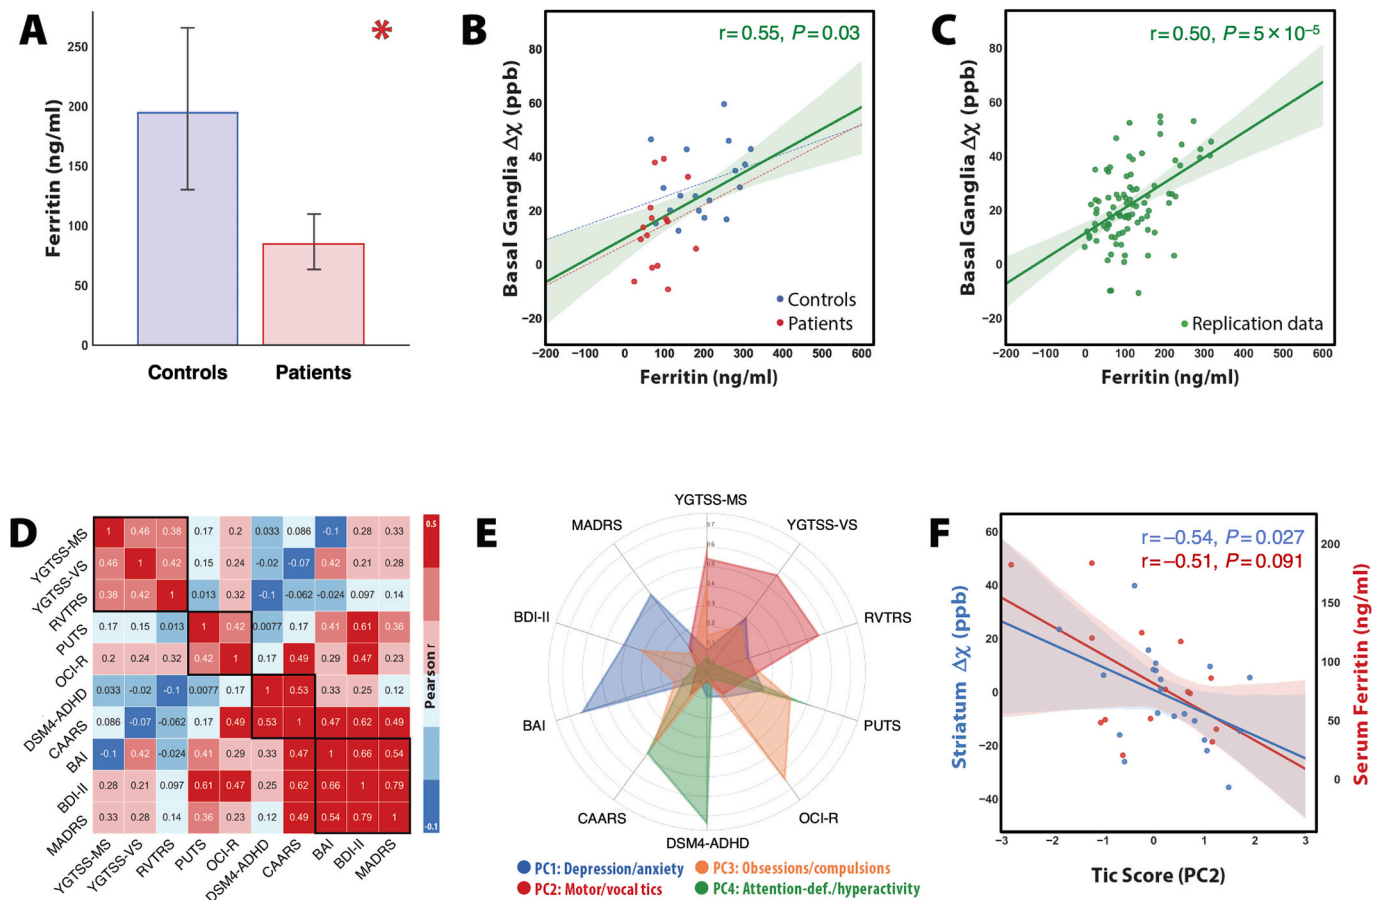 A
*
Ferritin (ng/ml)
250
200
150
100
50
0
Controls
Patients
B
r=0.55, P=0.03
Basal Ganglia Δχ (ppb)
80
60
40
20
0
−20
Controls
Patients
−200 −100 0 100 200 300 400 500 600
Ferritin (ng/ml)
C
r=0.50, P=5×10⁻⁵
Basal Ganglia Δχ (ppb)
80
60
40
20
0
−20
Replication data
−200 −100 0 100 200 300 400 500 600
Ferritin (ng/ml)
D
YGTSS-MS 1 0.46 0.38 0.17 0.2 0.033 0.086 -0.1 0.28 0.33
YGTSS-VS 0.46 1 0.42 0.15 0.24 -0.02 -0.07 0.42 0.21 0.28
RVTRS 0.38 0.42 1 0.013 0.32 -0.1 -0.062 -0.024 0.097 0.14
PUTS 0.17 0.15 0.013 1 0.42 0.0077 0.17 0.41 0.61 0.36
OCI-R 0.2 0.24 0.32 0.42 1 0.17 0.49 0.29 0.47 0.23
DSM4-ADHD 0.033 -0.02 -0.1 0.0077 0.17 1 0.53 0.33 0.25 0.12
CAARS 0.086 -0.07 -0.062 0.17 0.49 0.53 1 0.47 0.62 0.49
BAI -0.1 0.42 -0.024 0.41 0.29 0.33 0.47 1 0.66 0.54
BDI-II 0.28 0.21 0.097 0.61 0.47 0.25 0.62 0.66 1 0.79
MADRS 0.33 0.28 0.14 0.36 0.23 0.12 0.49 0.54 0.79 1
YGTSS-MS YGTSS-VS RVTRS PUTS OCI-R DSM4-ADHD CAARS BAI BDI-II MADRS
0.5
Pearson r
-0.1
E
YGTSS-MS
YGTSS-VS
RVTRS
PUTS
OCI-R
DSM4-ADHD
CAARS
BAI
BDI-II
MADRS
0.7
0.5
0.3
0.2
PC1: Depression/anxiety
PC3: Obsessions/compulsions
PC2: Motor/vocal tics
PC4: Attention-def./hyperactivity
F
r=−0.54, P=0.027
r=−0.51, P=0.091
Striatum Δχ (ppb)
60
40
20
0
−20
−40
200
150
100
50
0
Serum Ferritin (ng/ml)
−3 −2 −1 0 1 2 3
Tic Score (PC2)